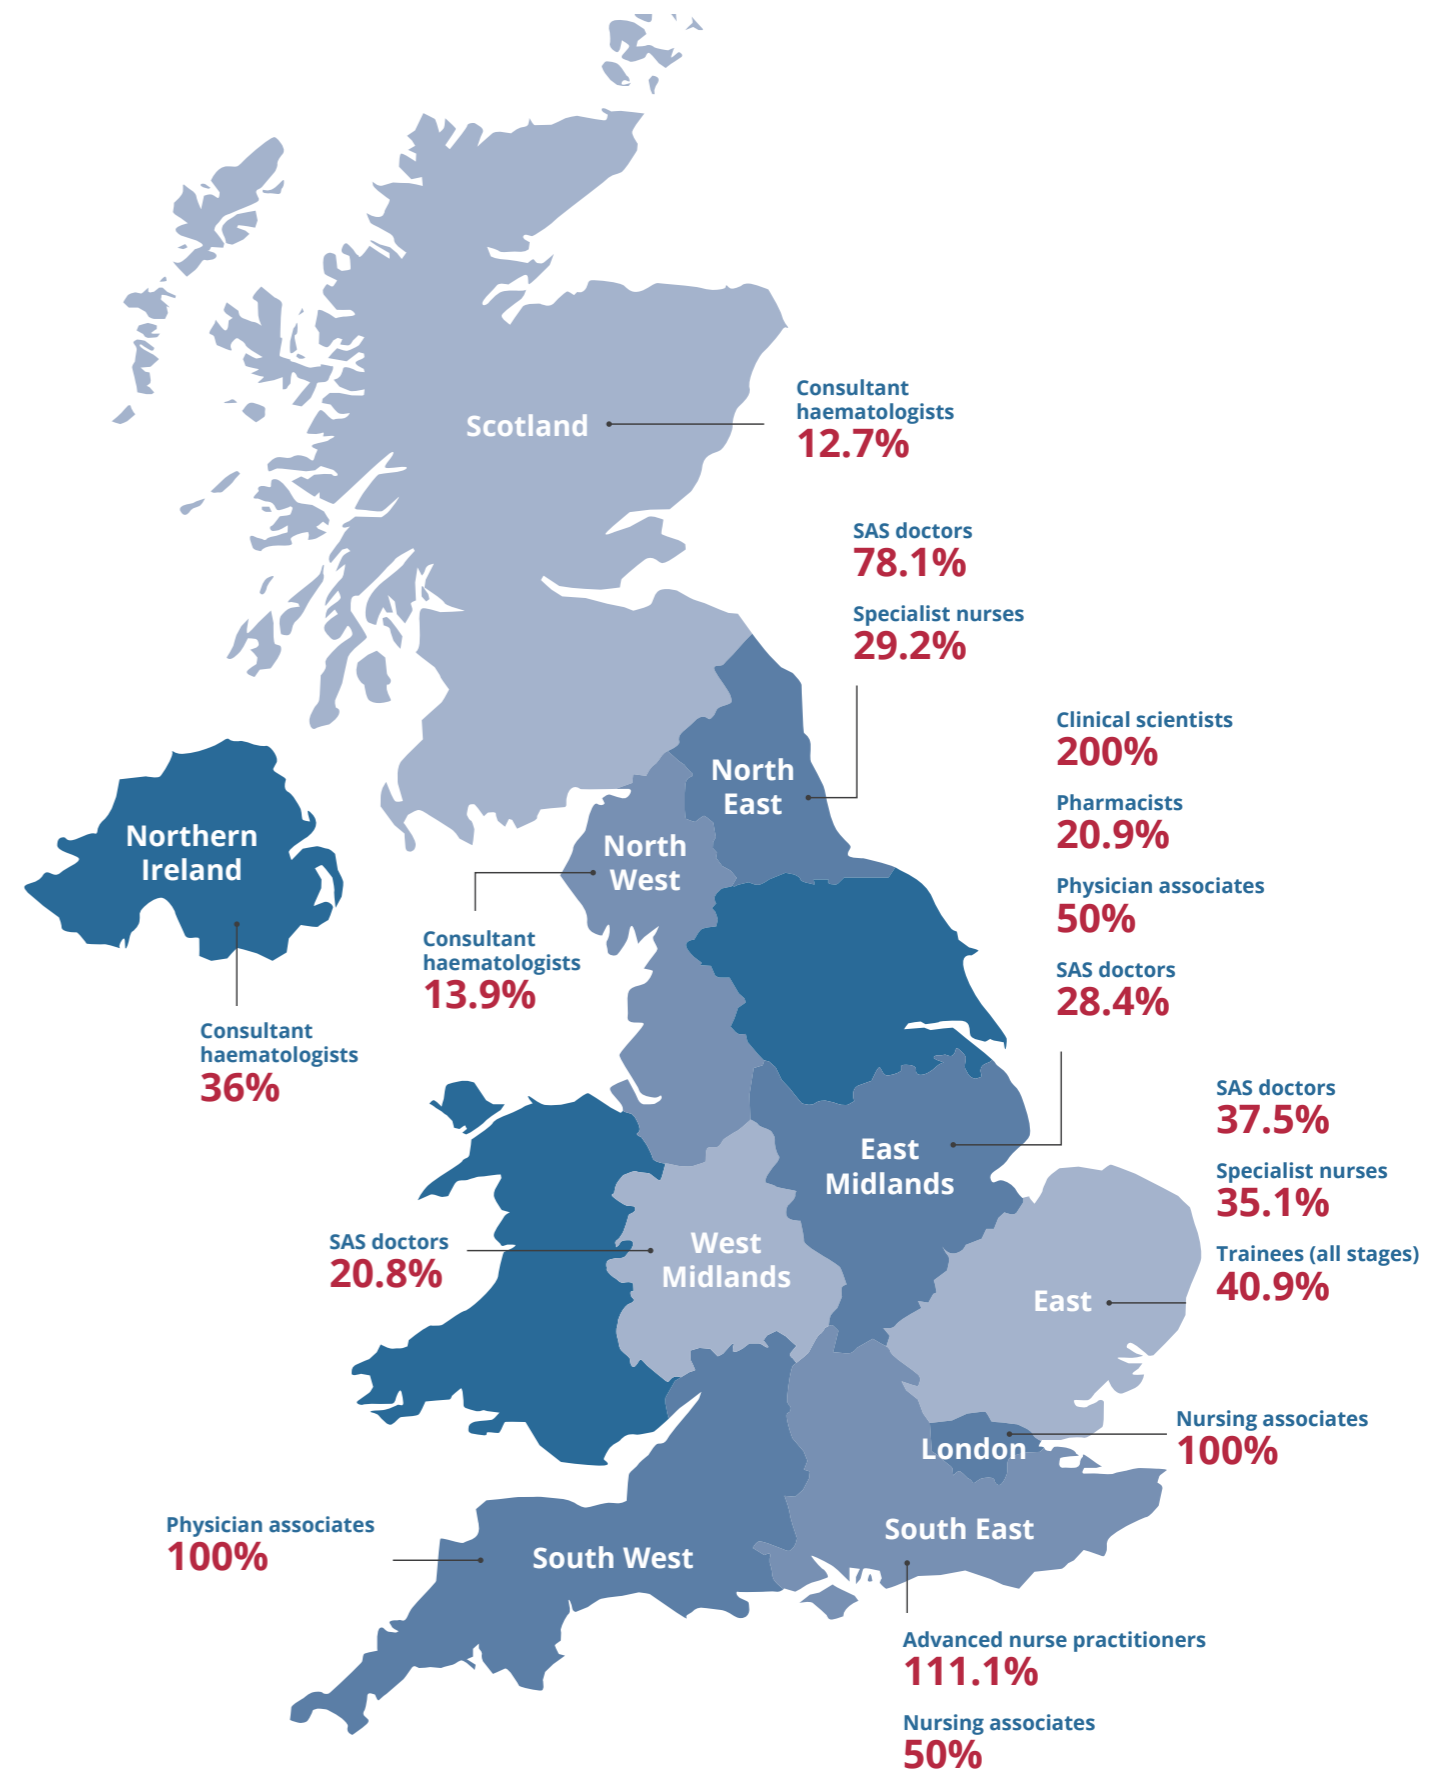 Scotland
Consultant
haematologists
12.7%
SAS doctors
78.1%
Specialist nurses
29.2%
North
East
Clinical scientists
200%
Pharmacists
20.9%
Physician associates
50%
SAS doctors
28.4%
Northern
Ireland
North
West
Consultant
haematologists
13.9%
Consultant
haematologists
36%
East
Midlands
SAS doctors
37.5%
Specialist nurses
35.1%
Trainees (all stages)
40.9%
SAS doctors
20.8%
West
Midlands
East
Nursing associates
100%
London
Physician associates
100%
South West
South East
Advanced nurse practitioners
111.1%
Nursing associates
50%